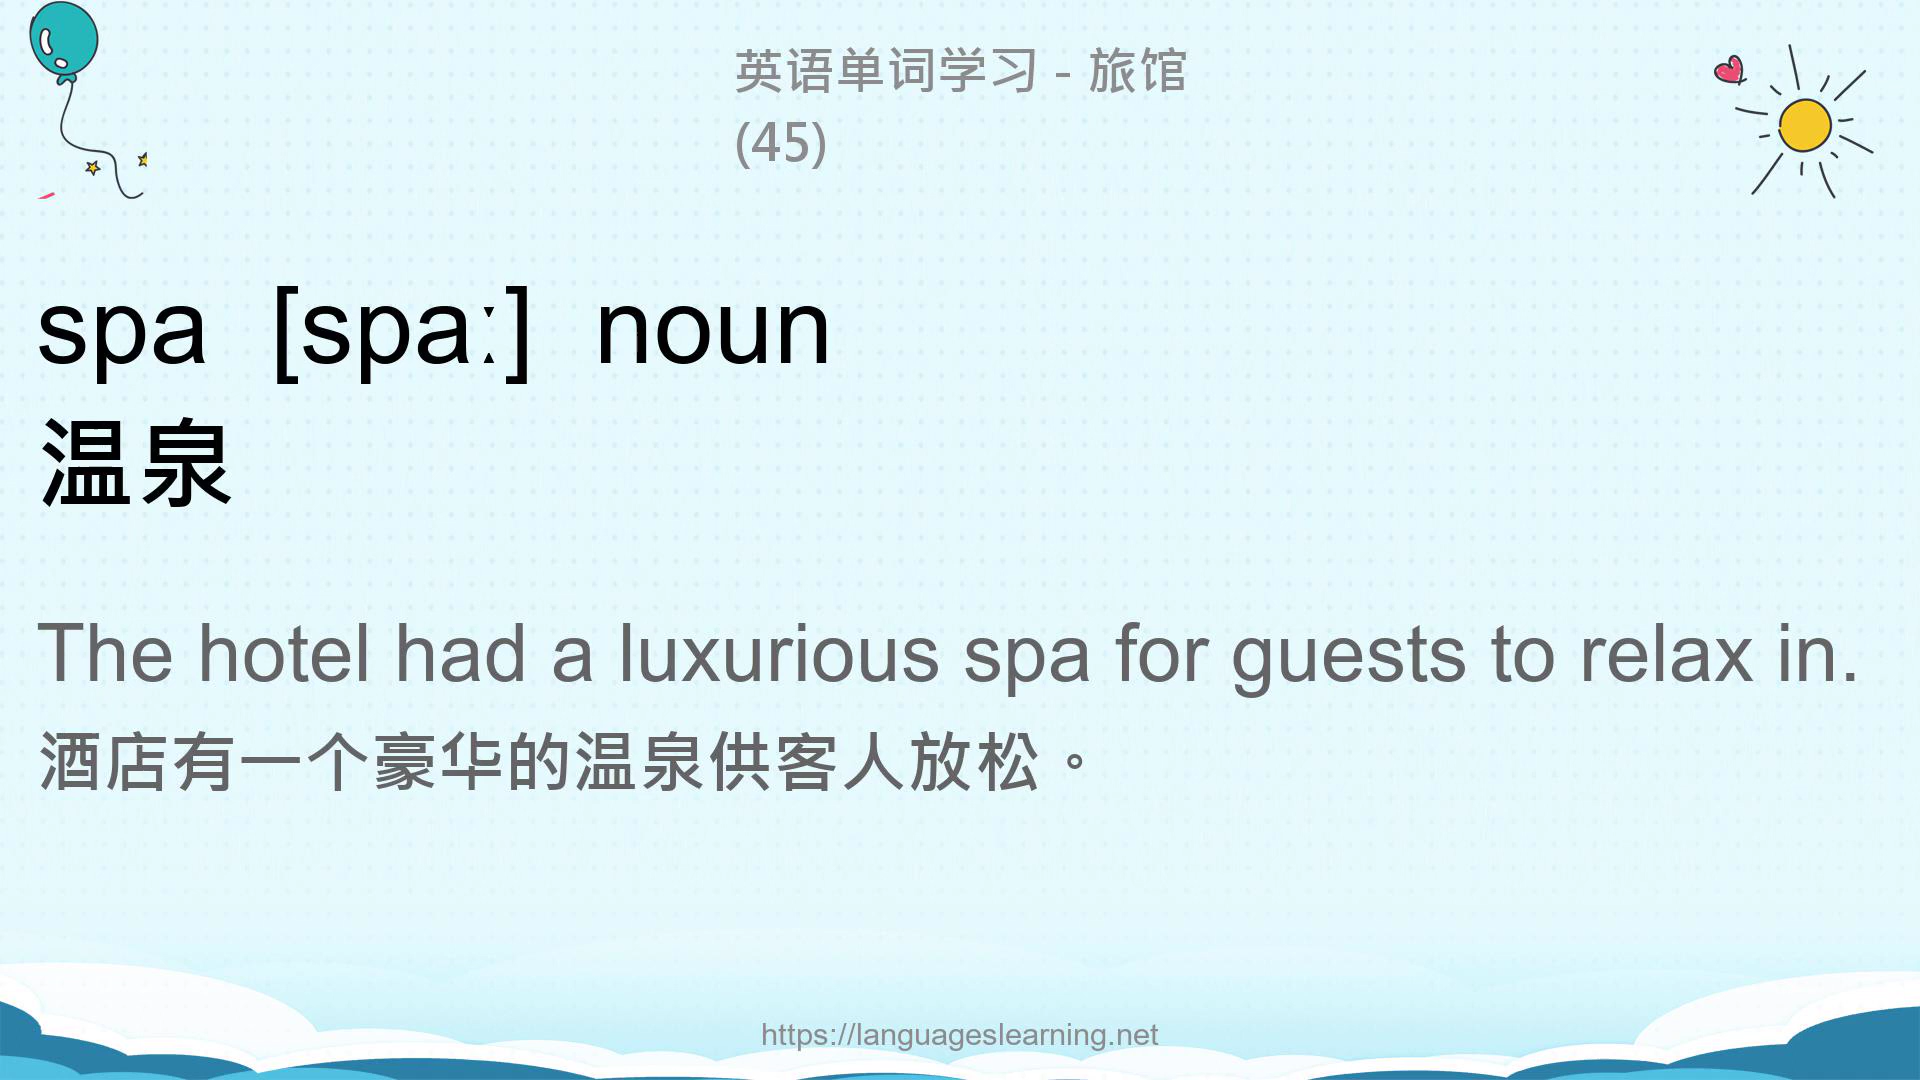 英语单词学习 - 旅馆
(45)
spa [spaː] noun
温泉
The hotel had a luxurious spa for guests to relax in.
酒店有一个豪华的温泉供客人放松。
https://languageslearning.net